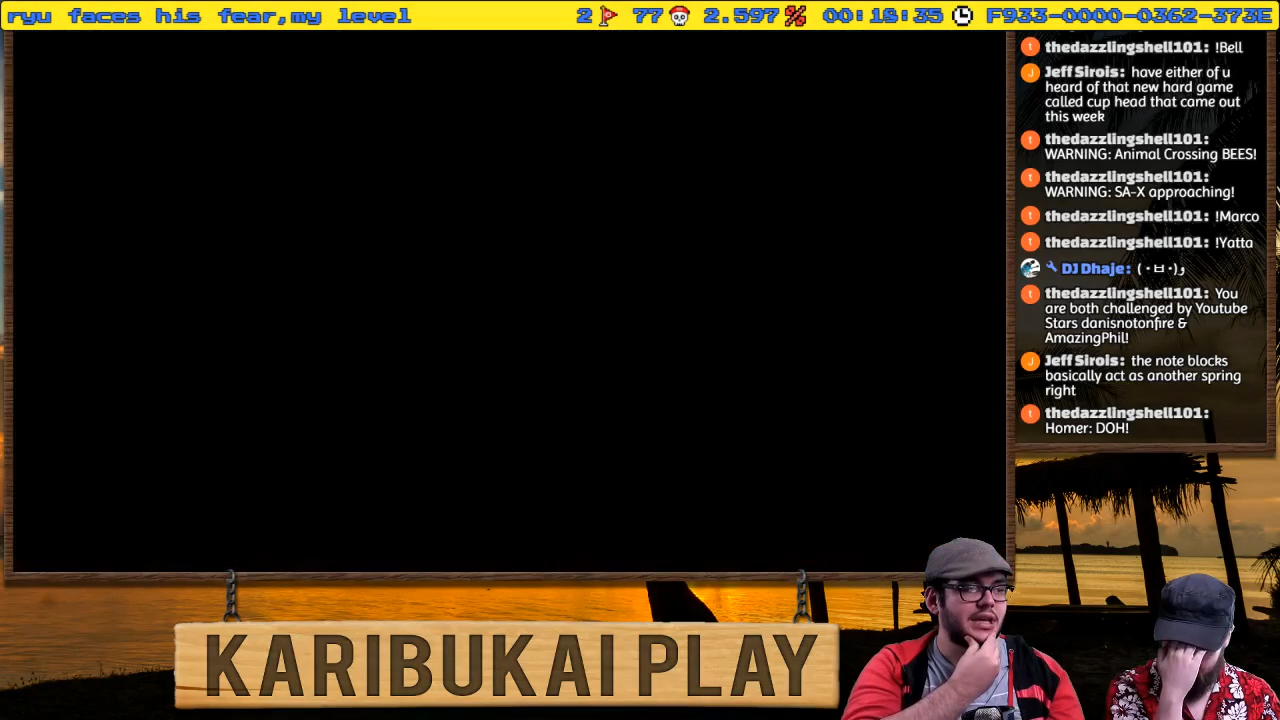 ryu faces his fear,my level 2 77 2.597% 00:18:35 F933-0000-0362-373E
thedazzlingshell101: !Bell
Jeff Sirois: have either of u
heard of that new hard game
called cup head that came out
this week
thedazzlingshell101:
WARNING: Animal Crossing BEES!
thedazzlingshell101:
WARNING: SA-X approaching!
thedazzlingshell101: !Marco
thedazzlingshell101: !Yatta
DJ Dhaje: (・ㅂ・)و
thedazzlingshell101: You
are both challenged by Youtube
Stars danisnotonfire &
AmazingPhil!
Jeff Sirois: the note blocks
basically act as another spring
right
thedazzlingshell101:
Homer: DOH!
KARIBUKAI PLAY